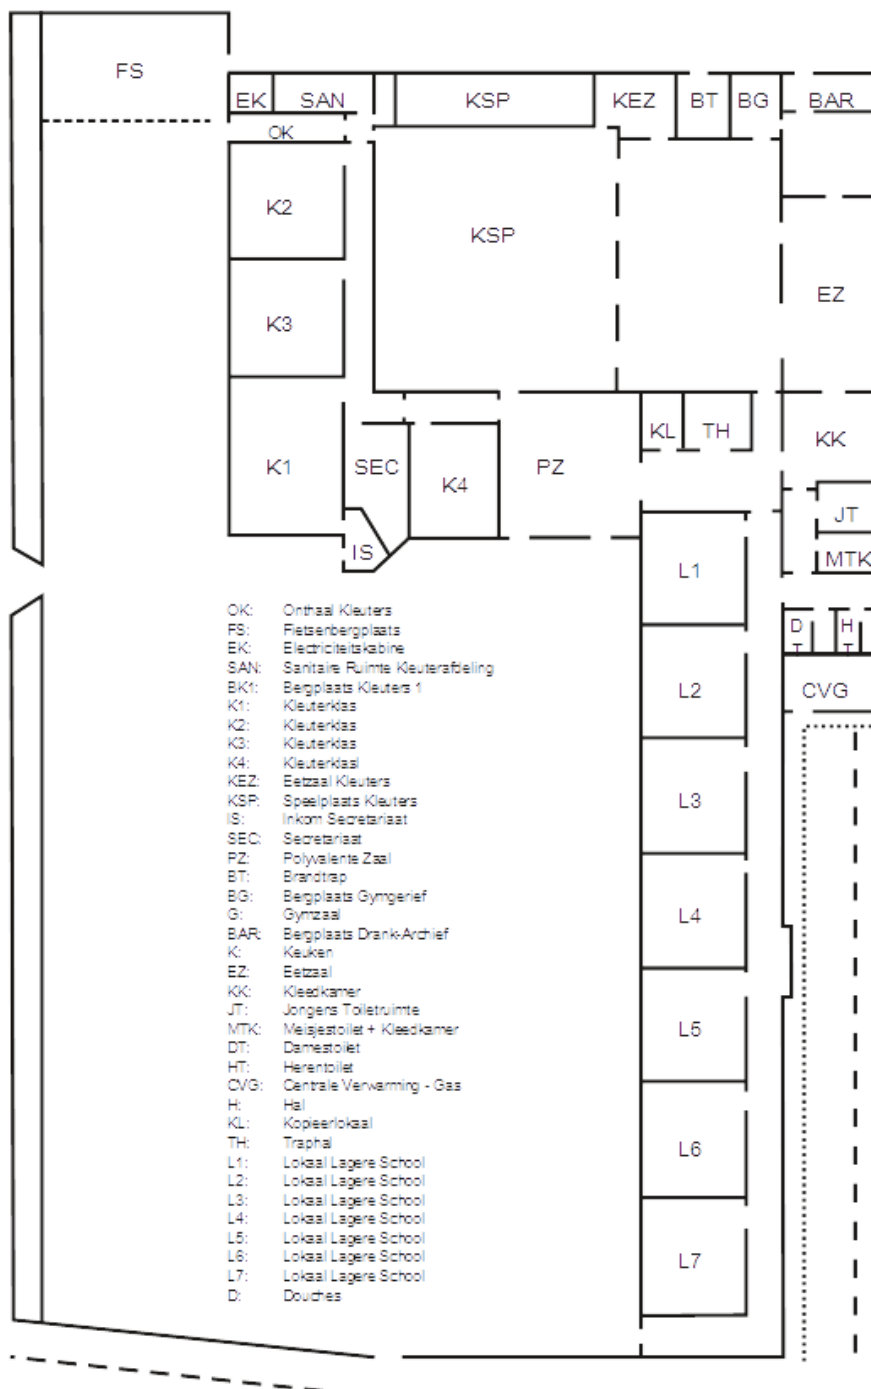 FS
EK
SAN
KSP
KEZ
BT
BG
BAR
OK
K2
KSP
EZ
K3
KL
TH
KK
K1
SEC
K4
PZ
JT
IS
MTK
L1
DT
HT
L2
CVG
L3
L4
L5
L6
L7
OK: Onthaal Kleuters
FS: Fietsenbergplaats
EK: Electriciteitskabine
SAN: Sanitaire Ruimte Kleuterafdeling
BK1: Bergplaats Kleuters 1
K1: Kleuterklas
K2: Kleuterklas
K3: Kleuterklas
K4: Kleuterklasl
KEZ: Eetzaal Kleuters
KSP: Speelplaats Kleuters
IS: Inkom Secretariaat
SEC: Secretariaat
PZ: Polyvalente Zaal
BT: Brandtrap
BG: Bergplaats Gymgerief
G: Gymzaal
BAR: Bergplaats Drank-Archief
K: Keuken
EZ: Eetzaal
KK: Kleedkamer
JT: Jongens Toiletruimte
MTK: Meisjestoilet + Kleedkamer
DT: Damestoilet
HT: Herentoilet
CVG: Centrale Verwarming - Gas
H: Hal
KL: Kopieerlokaal
TH: Traphal
L1: Lokaal Lagere School
L2: Lokaal Lagere School
L3: Lokaal Lagere School
L4: Lokaal Lagere School
L5: Lokaal Lagere School
L6: Lokaal Lagere School
L7: Lokaal Lagere School
D: Douches